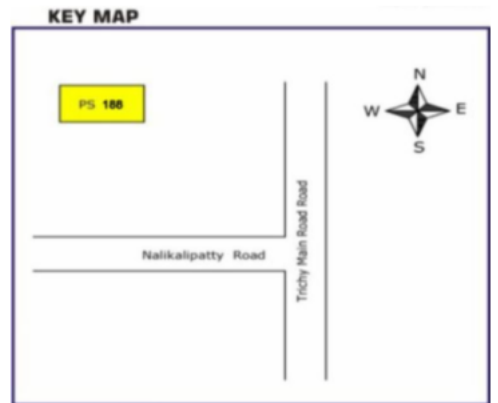 KEY MAP
PS 188
N
W
E
S
Nalikalipatty Road
Trichy Main Road Road